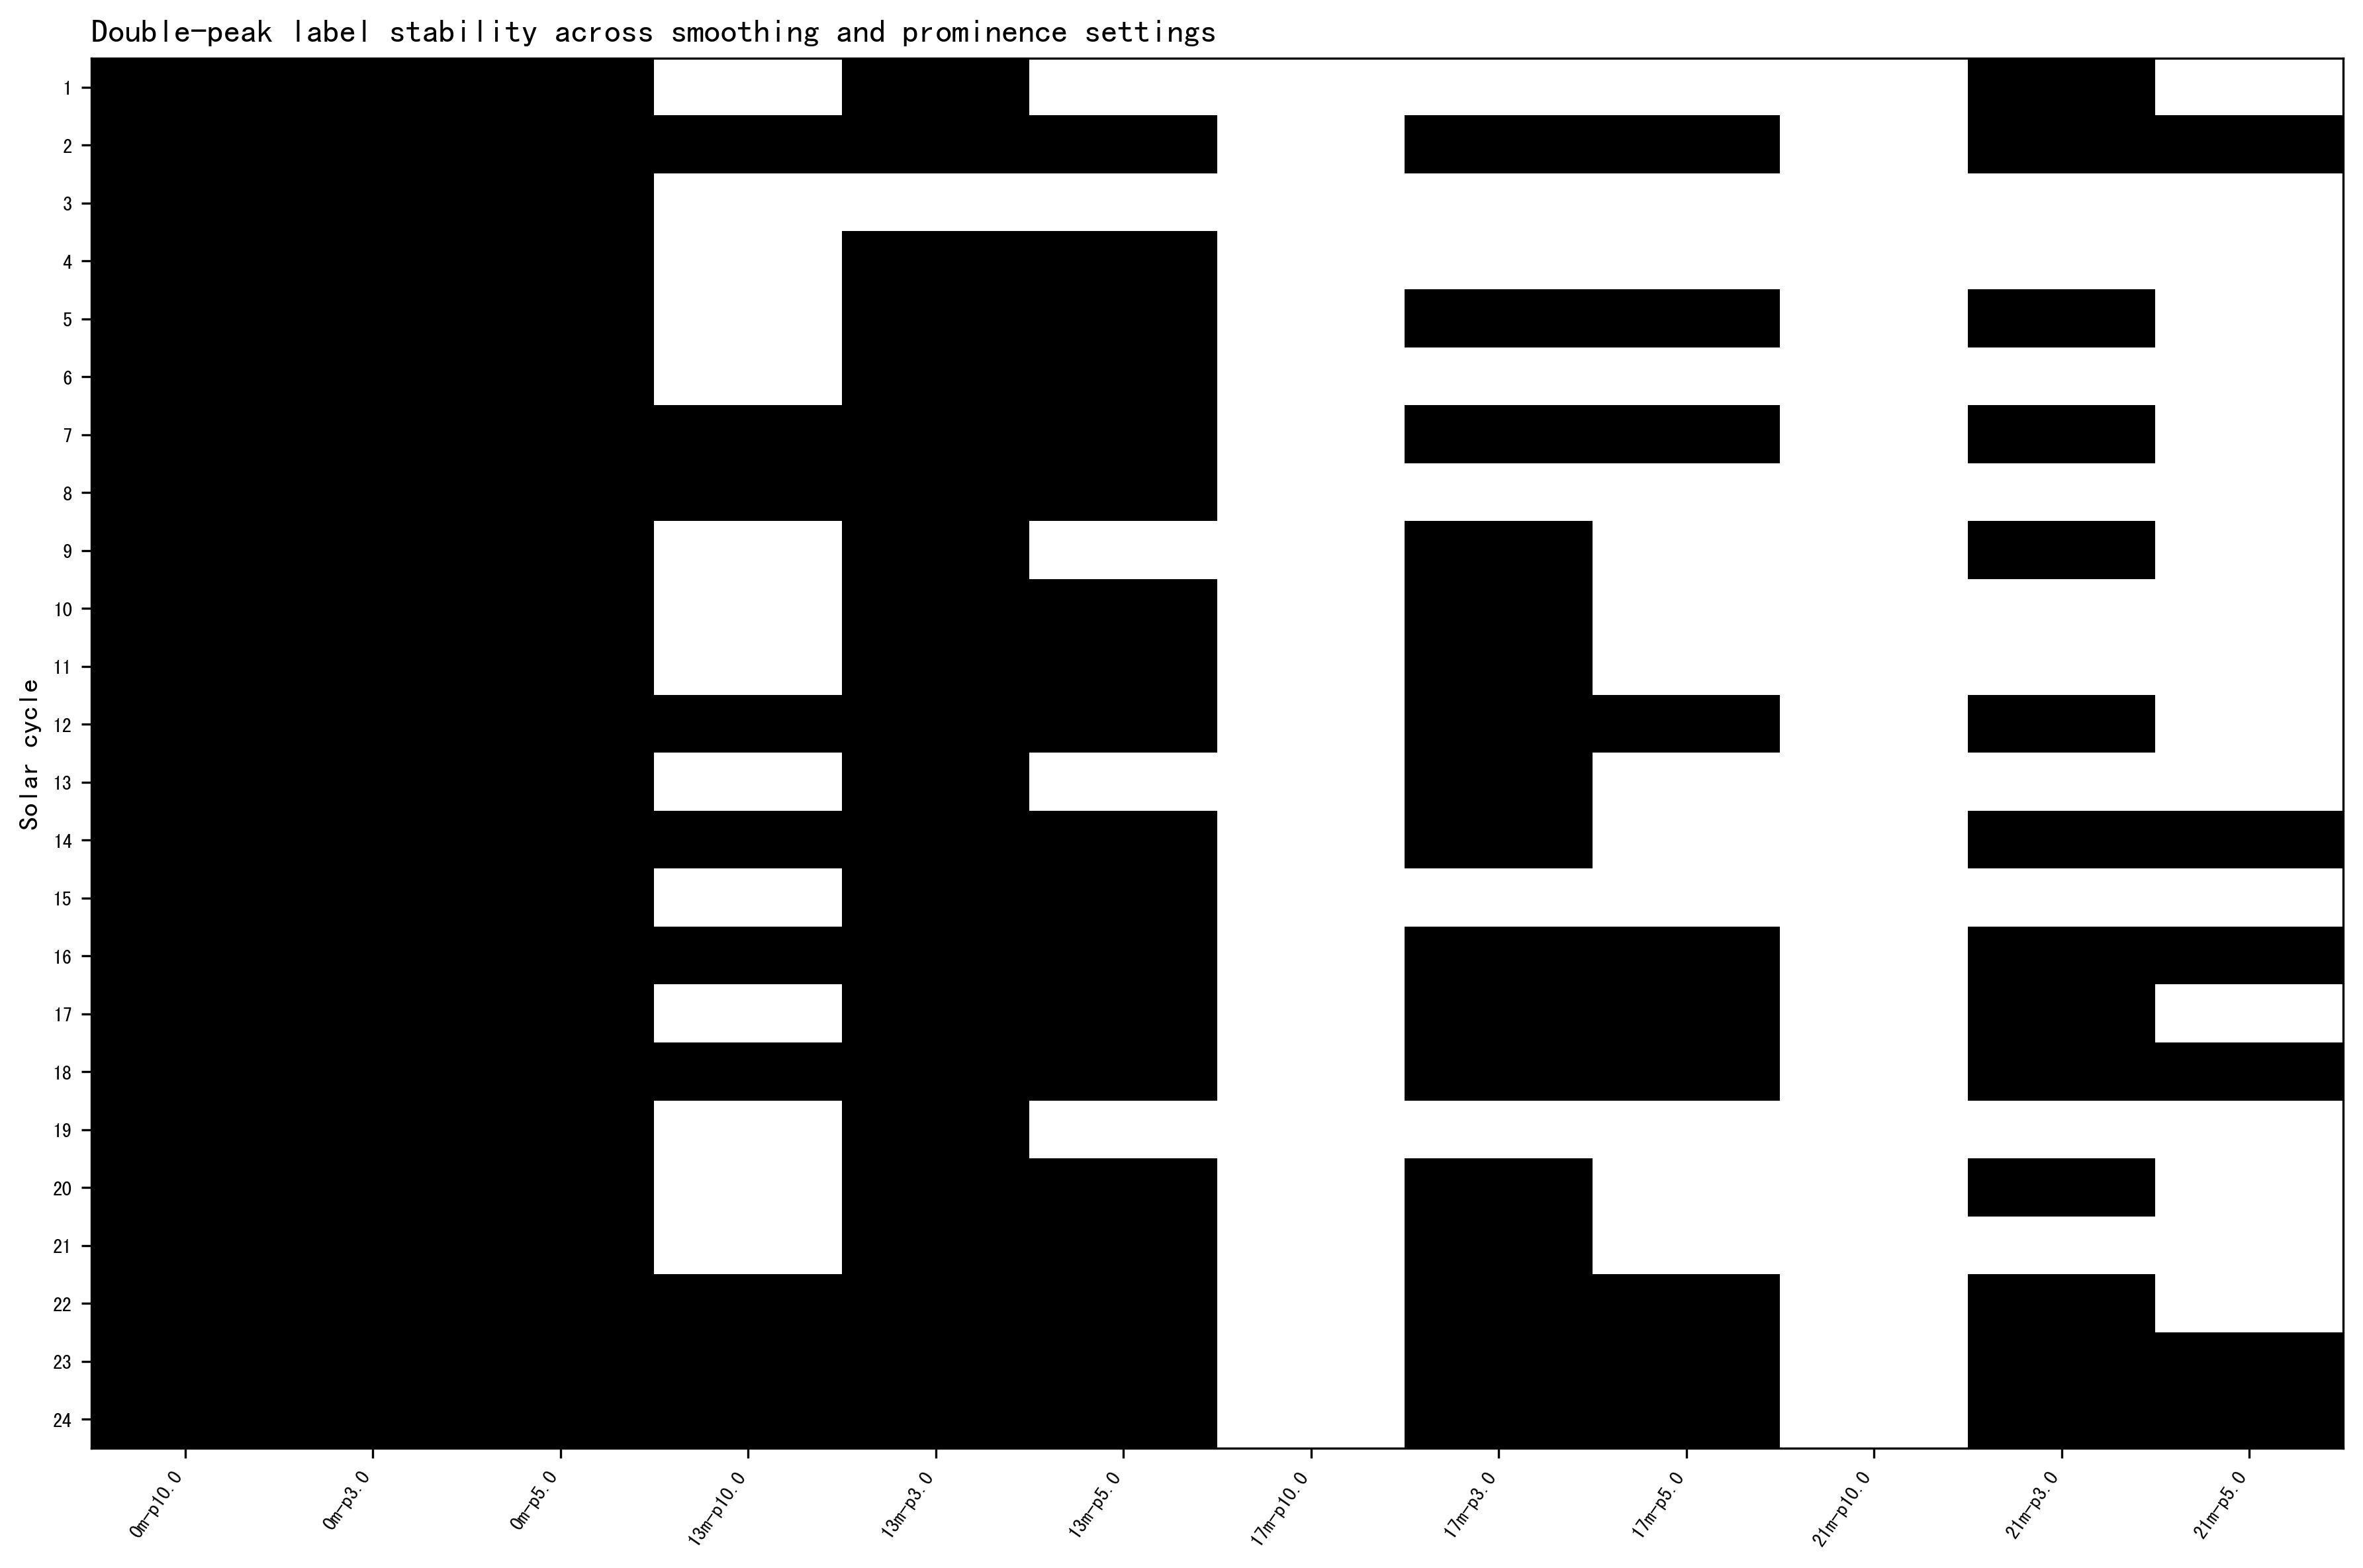 Double-peak label stability across smoothing and prominence settings
Solar cycle
1
2
3
4
5
6
7
8
9
10
11
12
13
14
15
16
17
18
19
20
21
22
23
24
0m-p10.0
0m-p3.0
0m-p5.0
13m-p10.0
13m-p3.0
13m-p5.0
17m-p10.0
17m-p3.0
17m-p5.0
21m-p10.0
21m-p3.0
21m-p5.0